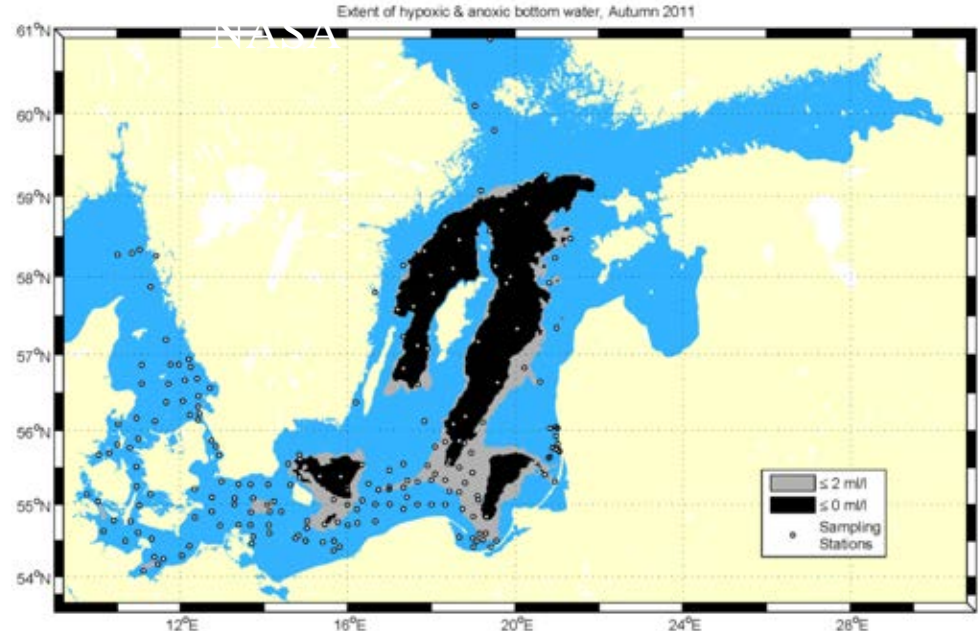 Extent of hypoxic & anoxic bottom water, Autumn 2011
NASA
61°N
60°N
59°N
58°N
57°N
56°N
55°N
54°N
≤ 2 ml/l
≤ 0 ml/l
Sampling
Stations
12°E
16°E
20°E
24°E
28°E